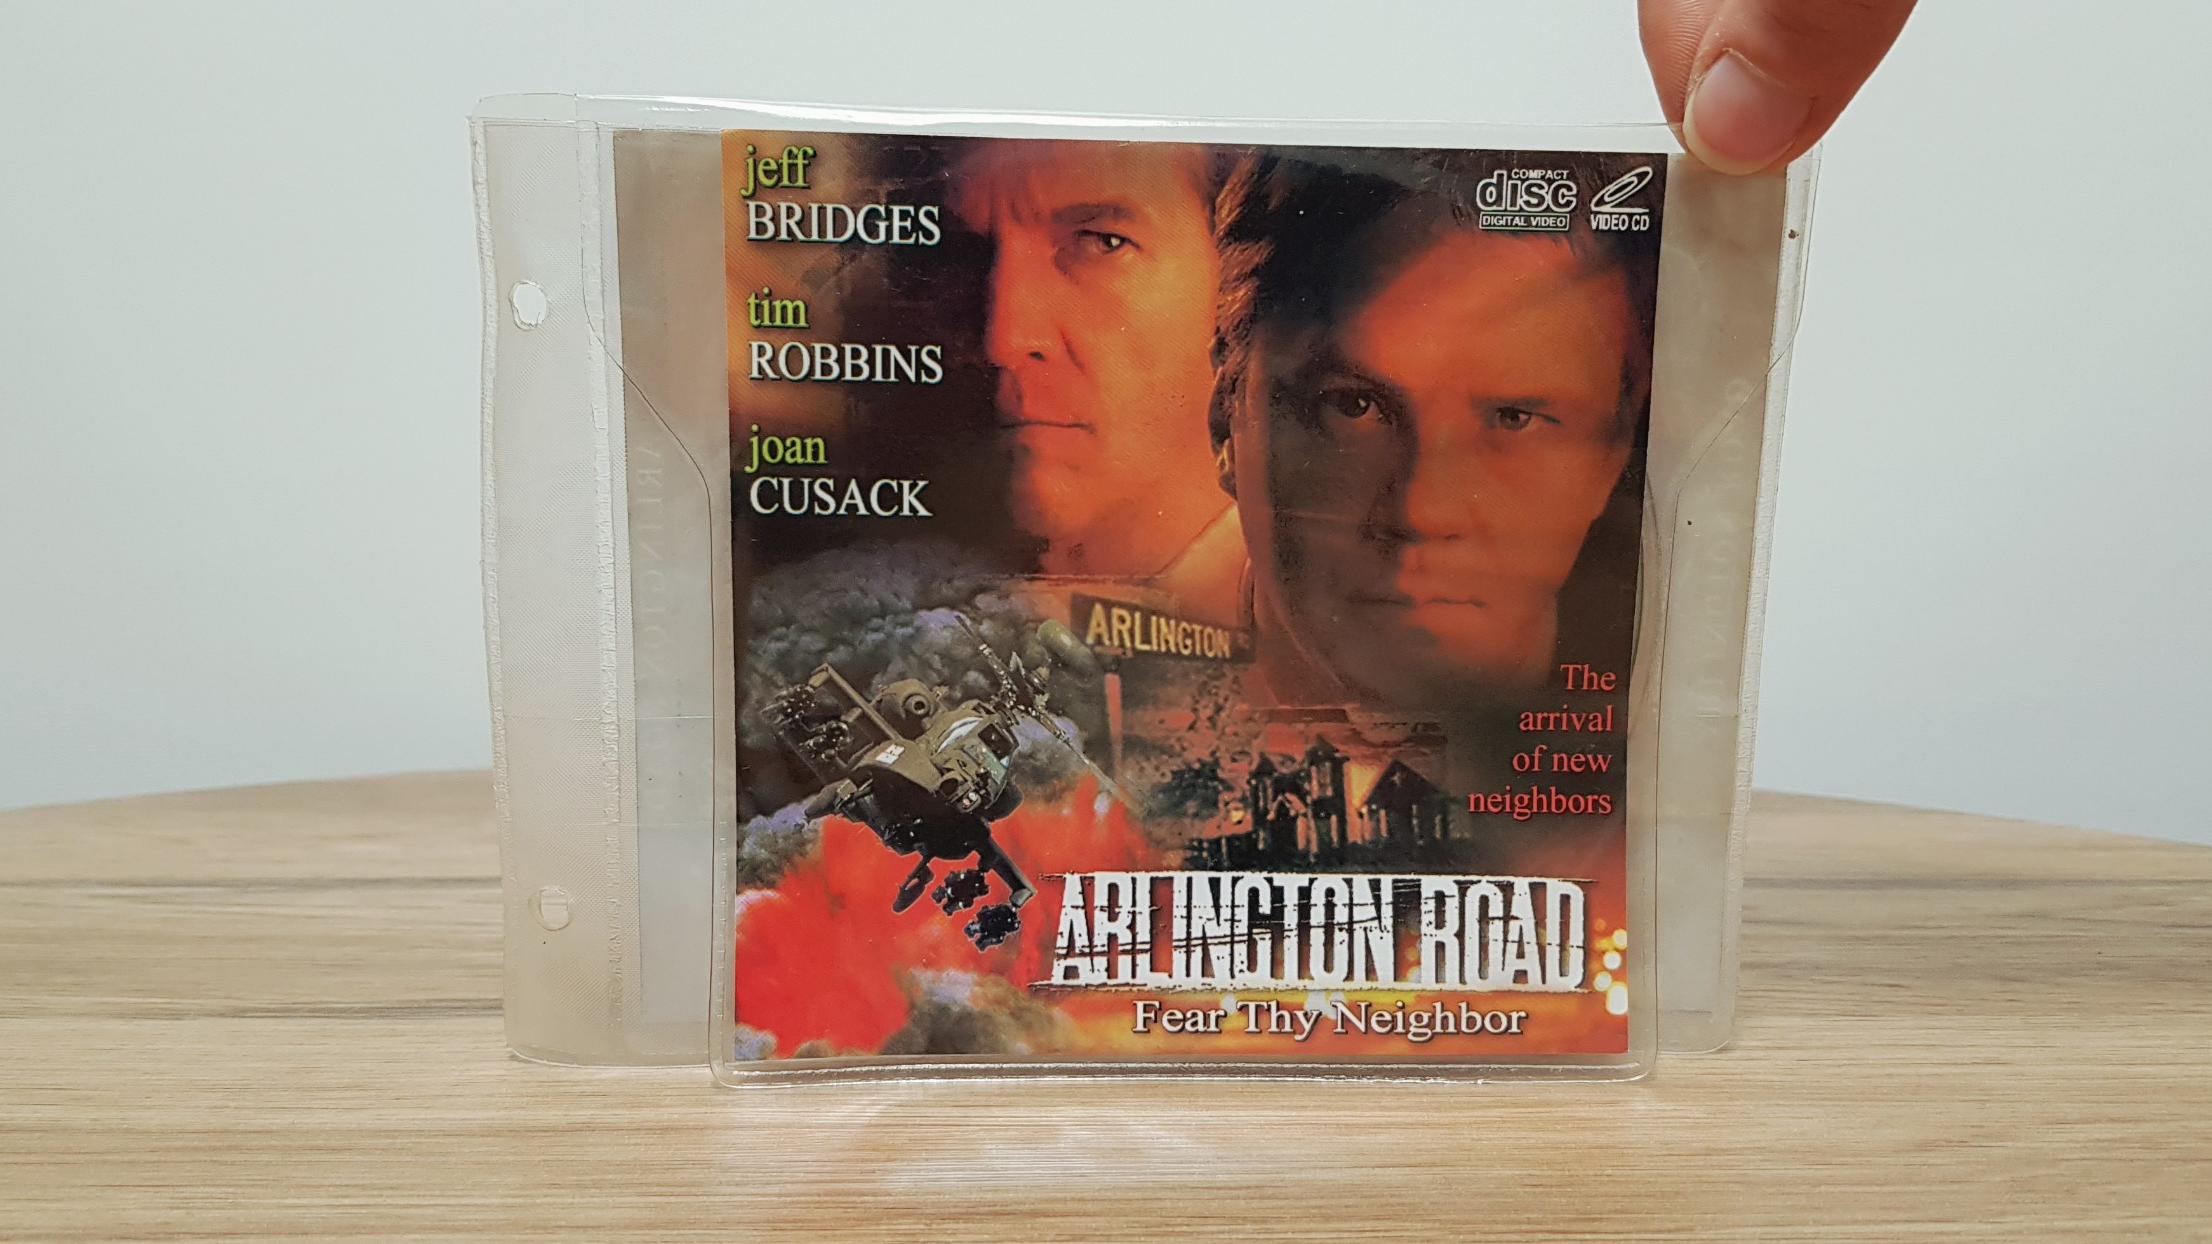 jeff
BRIDGES
tim
ROBBINS
joan
CUSACK
COMPACT
disc
DIGITAL VIDEO
VIDEO CD
ARLINGTON
The
arrival
of new
neighbors
ARLINGTON ROAD
Fear Thy Neighbor
ARLINGTON